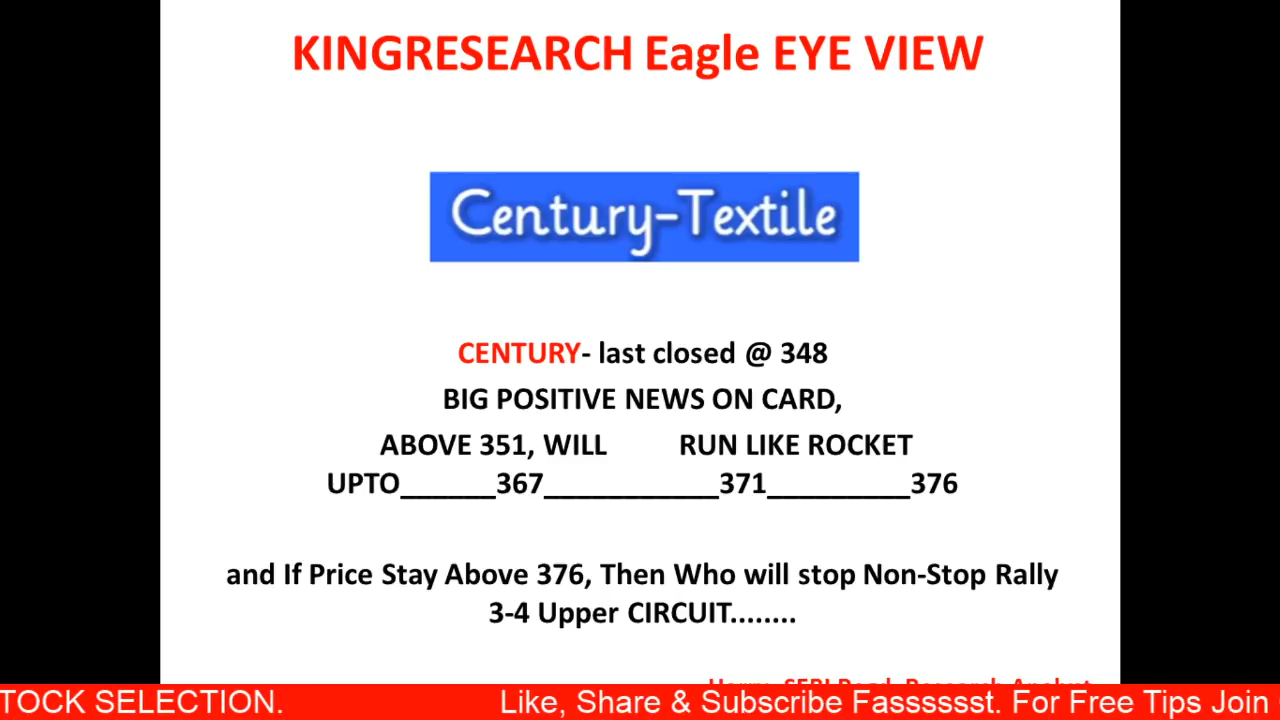 KINGRESEARCH Eagle EYE VIEW
Century-Textile
CENTURY- last closed @ 348
BIG POSITIVE NEWS ON CARD,
ABOVE 351, WILL RUN LIKE ROCKET
UPTO______367___________371_________376
and If Price Stay Above 376, Then Who will stop Non-Stop Rally
3-4 Upper CIRCUIT........
TOCK SELECTION. Like, Share & Subscribe Fasssssst. For Free Tips Join